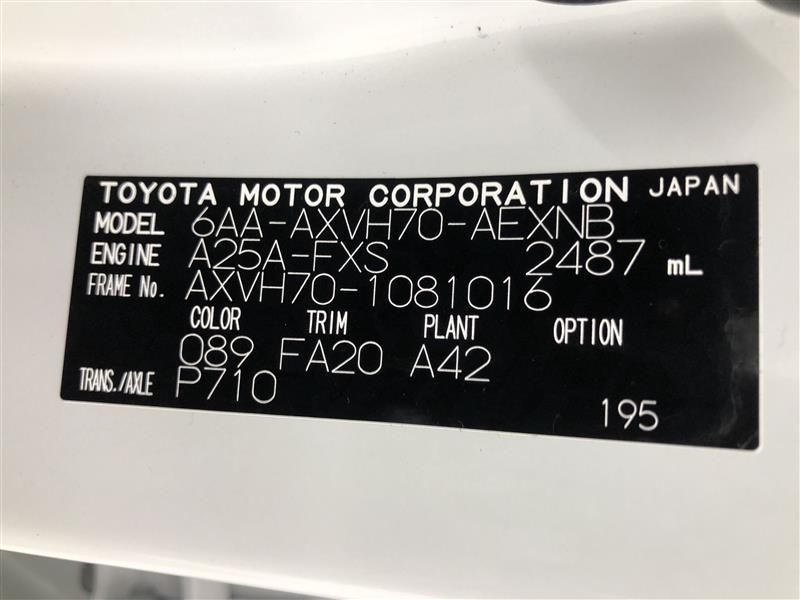 TOYOTA MOTOR CORPORATION JAPAN
MODEL 6AA-AXVH70-AEXNB
ENGINE A25A-FXS 2487 mL
FRAME No. AXVH70-1081016
COLOR TRIM PLANT OPTION
089 FA20 A42
TRANS./AXLE P710
195